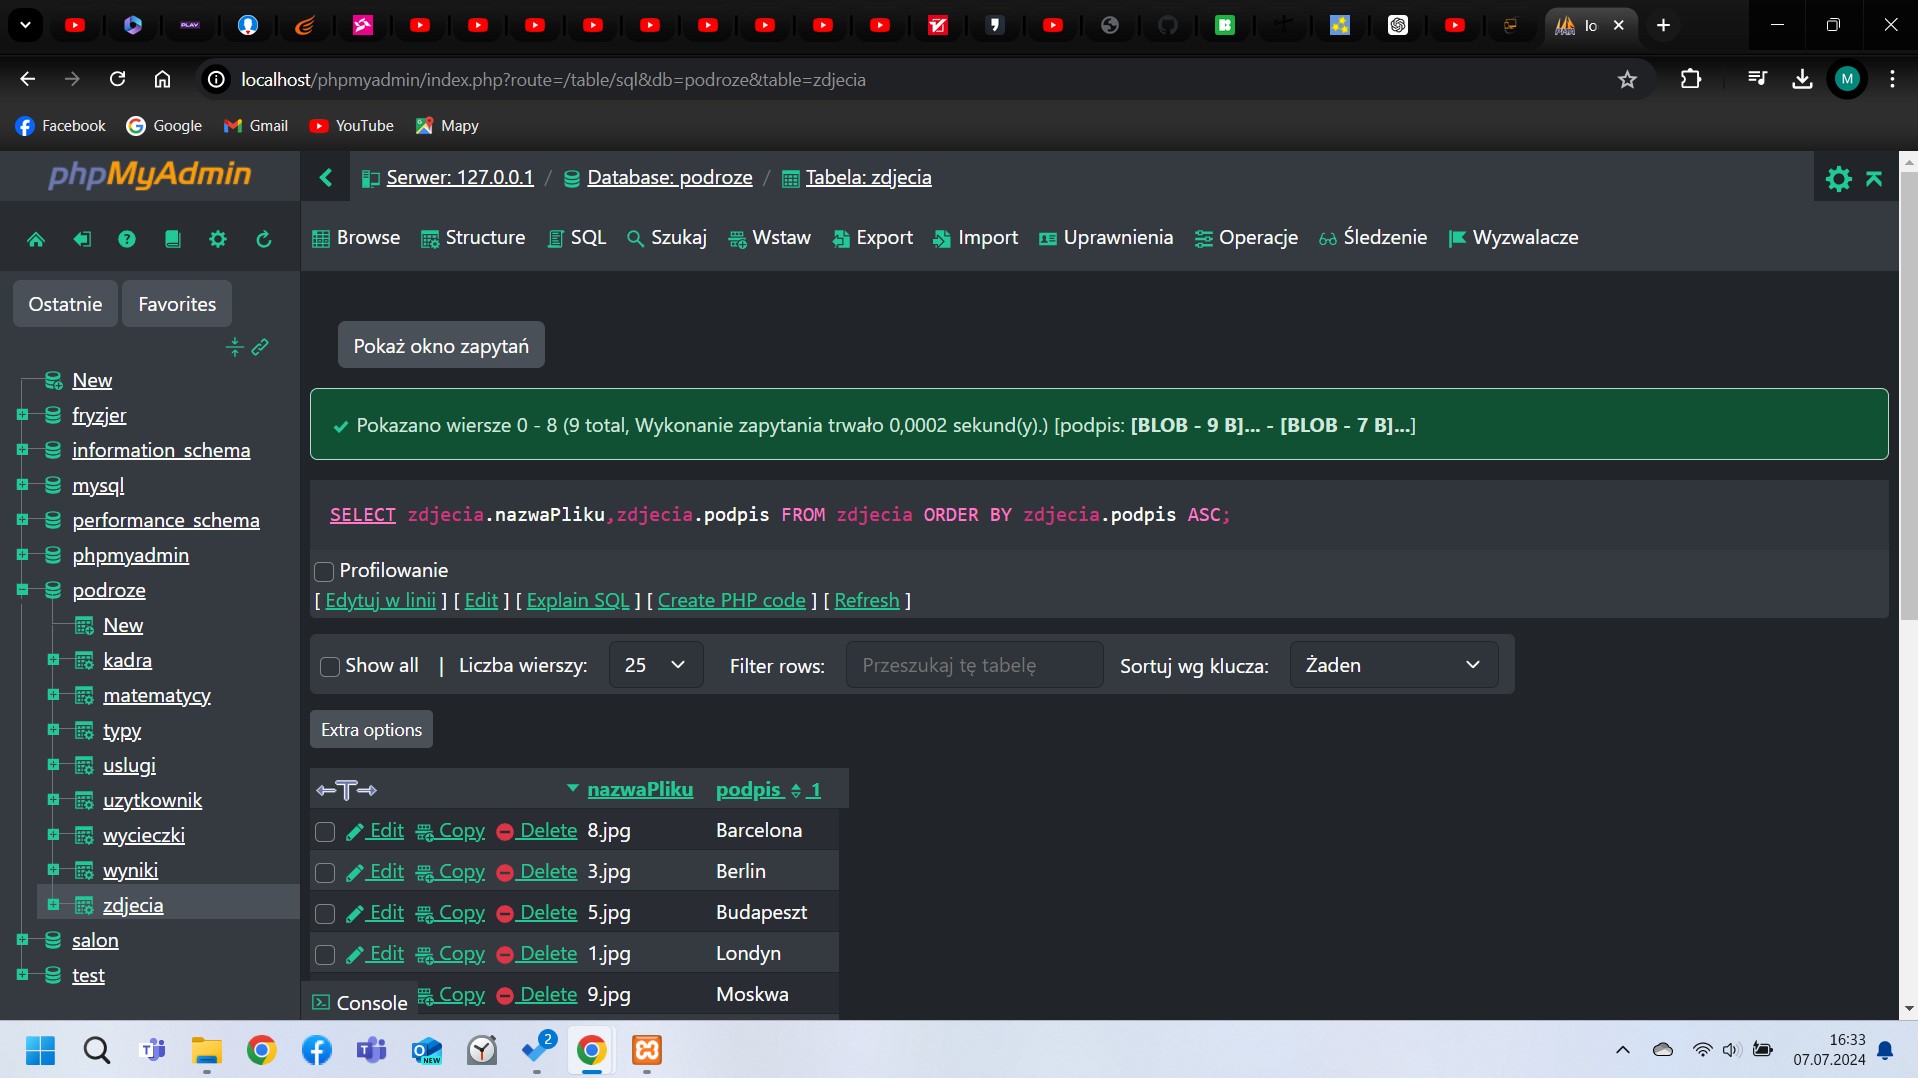 PLAY
lo
localhost/phpmyadmin/index.php?route=/table/sql&db=podroze&table=zdjecia
M
Facebook Google Gmail YouTube Mapy
phpMyAdmin
Serwer: 127.0.0.1 / Database: podroze / Tabela: zdjecia
Browse Structure SQL Szukaj Wstaw Export Import Uprawnienia Operacje Śledzenie Wyzwalacze
Ostatnie Favorites
New
fryzjer
information_schema
mysql
performance_schema
phpmyadmin
podroze
New
kadra
matematycy
typy
uslugi
uzytkownik
wycieczki
wyniki
zdjecia
salon
test
Pokaż okno zapytań
Pokazano wiersze 0 - 8 (9 total, Wykonanie zapytania trwało 0,0002 sekund(y).) [podpis: [BLOB - 9 B]... - [BLOB - 7 B]...]
SELECT zdjecia.nazwaPliku,zdjecia.podpis FROM zdjecia ORDER BY zdjecia.podpis ASC;
Profilowanie
[ Edytuj w linii ] [ Edit ] [ Explain SQL ] [ Create PHP code ] [ Refresh ]
Show all | Liczba wierszy: 25 Filter rows: Przeszukaj tę tabelę Sortuj wg klucza: Żaden
Extra options
←T→ nazwaPliku podpis 1
Edit Copy Delete 8.jpg Barcelona
Edit Copy Delete 3.jpg Berlin
Edit Copy Delete 5.jpg Budapeszt
Edit Copy Delete 1.jpg Londyn
Copy Delete 9.jpg Moskwa
Console
NEW
2
16:33
07.07.2024